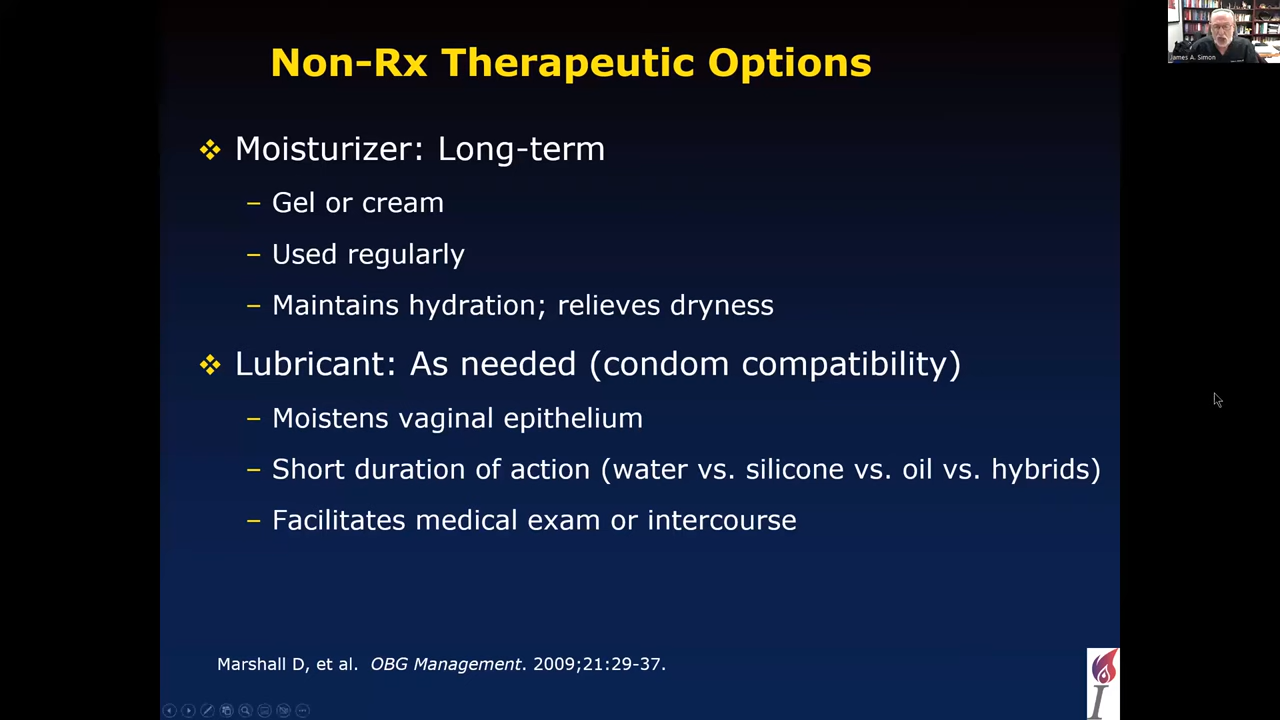 Non-Rx Therapeutic Options
James A. Simon
Moisturizer: Long-term
– Gel or cream
– Used regularly
– Maintains hydration; relieves dryness
Lubricant: As needed (condom compatibility)
– Moistens vaginal epithelium
– Short duration of action (water vs. silicone vs. oil vs. hybrids)
– Facilitates medical exam or intercourse
Marshall D, et al. OBG Management. 2009;21:29-37.
I